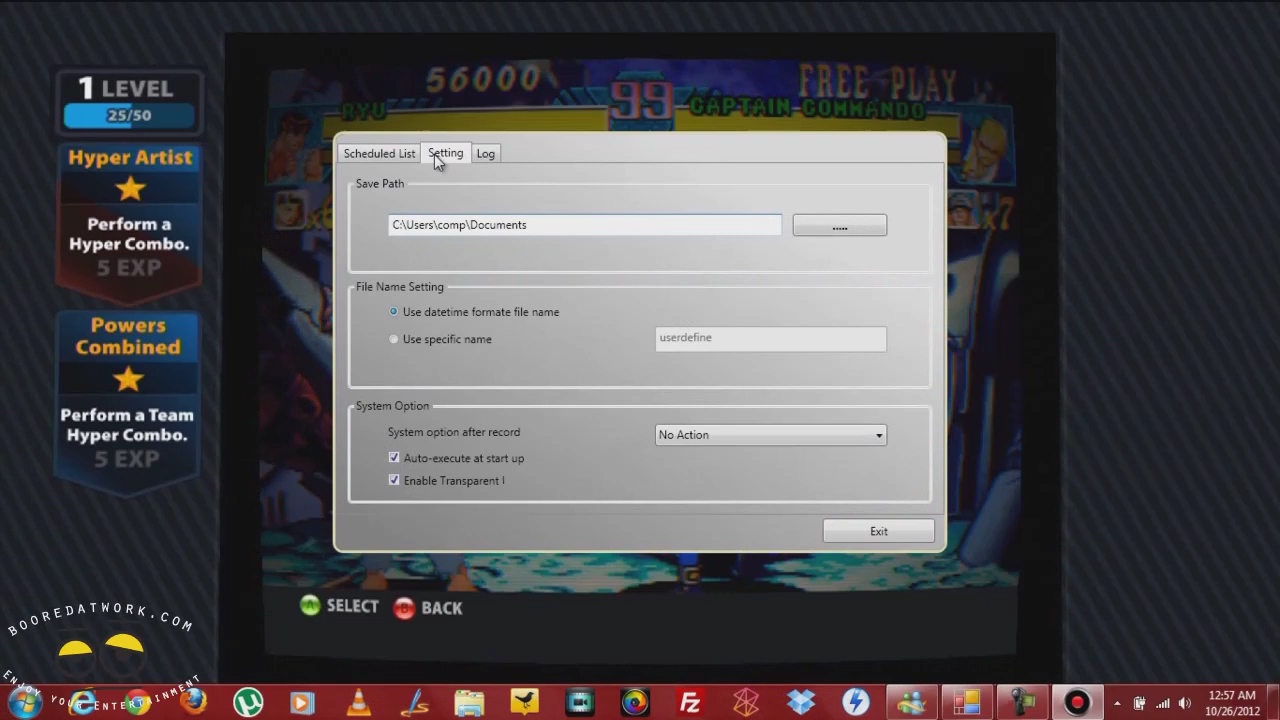 56000
99
FREE PLAY
RYU
CAPTAIN COMMANDO
1 LEVEL
25/50
Hyper Artist
Perform a
Hyper Combo.
5 EXP
Powers
Combined
Perform a Team
Hyper Combo.
5 EXP
Scheduled List Setting Log
Save Path
C:\Users\comp\Documents .....
File Name Setting
Use datetime formate file name
Use specific name userdefine
System Option
System option after record No Action
Auto-execute at start up
Enable Transparent
Exit
x7
A SELECT B BACK
BOOREDATWORK.COM
ENJOY YOUR ENTERTAINMENT
12:57 AM
10/26/2012